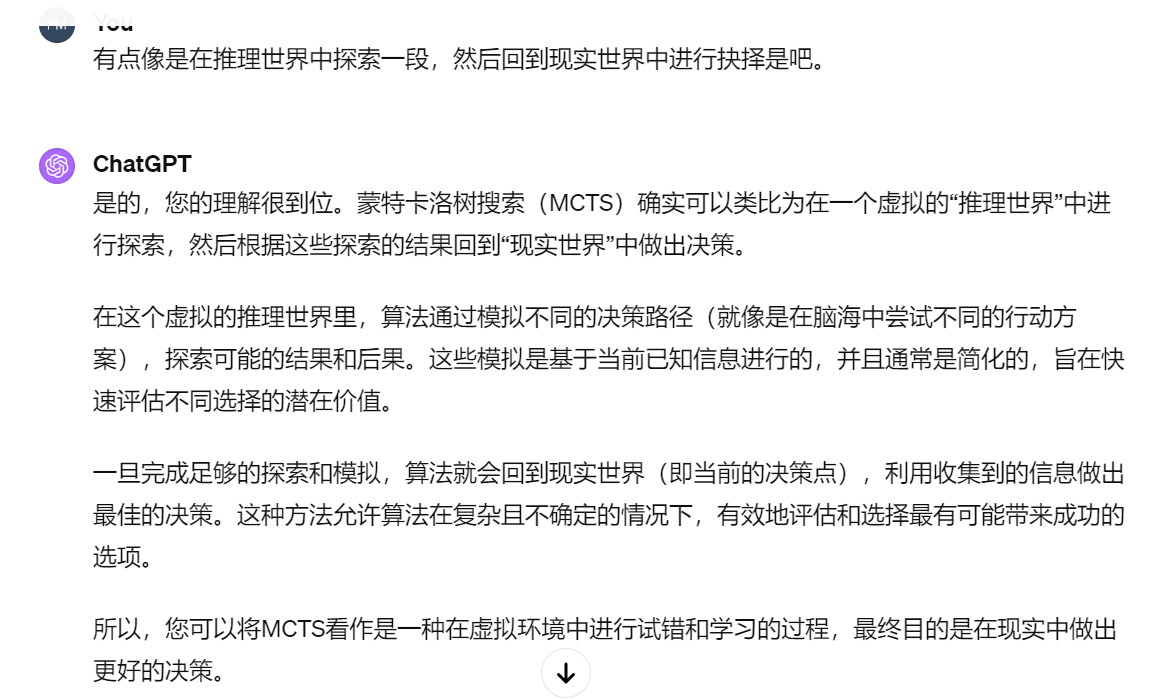 You
有点像是在推理世界中探索一段，然后回到现实世界中进行抉择是吧。
ChatGPT
是的，您的理解很到位。蒙特卡洛树搜索（MCTS）确实可以类比为在一个虚拟的“推理世界”中进
行探索，然后根据这些探索的结果回到“现实世界”中做出决策。
在这个虚拟的推理世界里，算法通过模拟不同的决策路径（就像是在脑海中尝试不同的行动方
案），探索可能的结果和后果。这些模拟是基于当前已知信息进行的，并且通常是简化的，旨在快
速评估不同选择的潜在价值。
一旦完成足够的探索和模拟，算法就会回到现实世界（即当前的决策点），利用收集到的信息做出
最佳的决策。这种方法允许算法在复杂且不确定的情况下，有效地评估和选择最有可能带来成功的
选项。
所以，您可以将MCTS看作是一种在虚拟环境中进行试错和学习的过程，最终目的是在现实中做出
更好的决策。